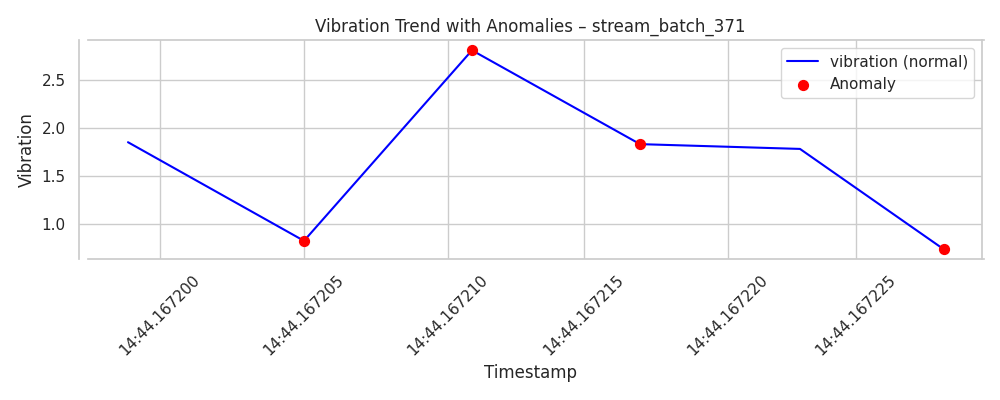 Vibration Trend with Anomalies – stream_batch_371
vibration (normal)
Anomaly
Vibration
2.5
2.0
1.5
1.0
14:44.167200
14:44.167205
14:44.167210
14:44.167215
14:44.167220
14:44.167225
Timestamp